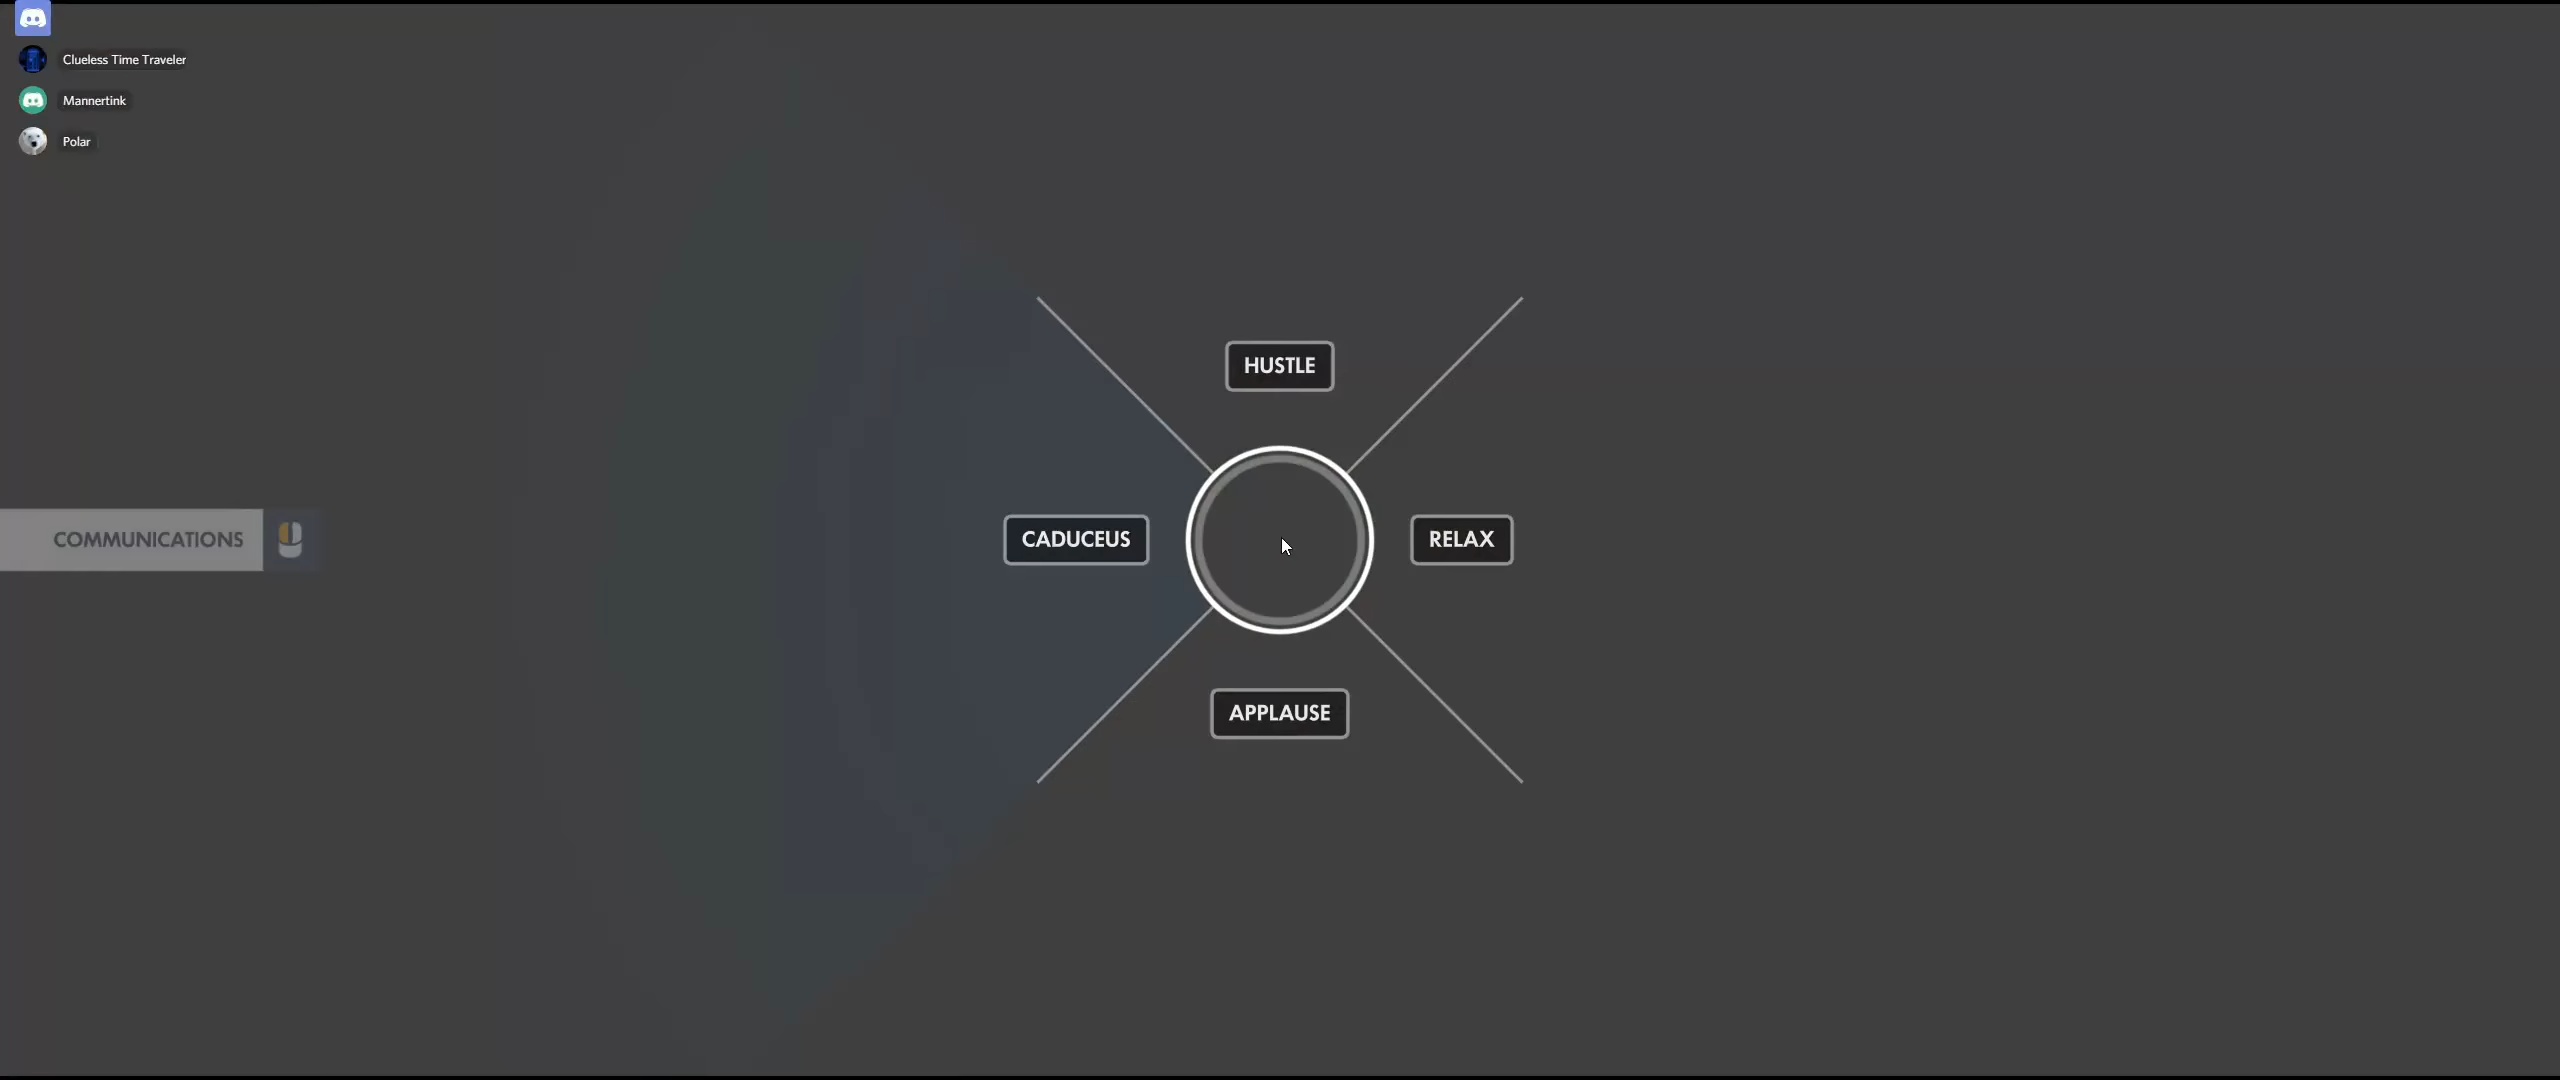 Clueless Time Traveler
Mannertink
Polar
HUSTLE
COMMUNICATIONS
CADUCEUS
RELAX
APPLAUSE